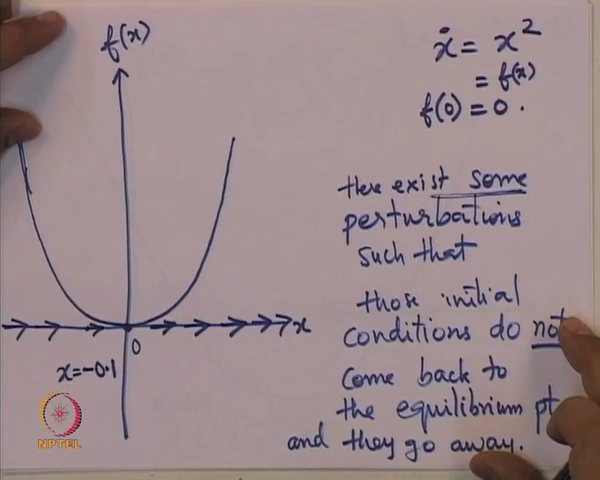 f(x)
ẋ = x²
= f(x)
f(0) = 0.
there exist some
perturbations
such that
those initial
conditions do not
come back to
the equilibrium pt
and they go away.
x
0
x=-0.1
NPTEL